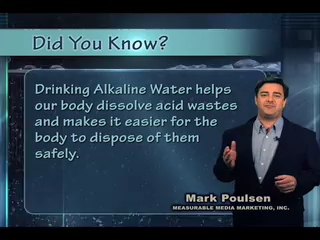 Did You Know?
Drinking Alkaline Water helps
our body dissolve acid wastes
and makes it easier for the
body to dispose of them
safely.
Mark Poulsen
MEASURABLE MEDIA MARKETING, INC.